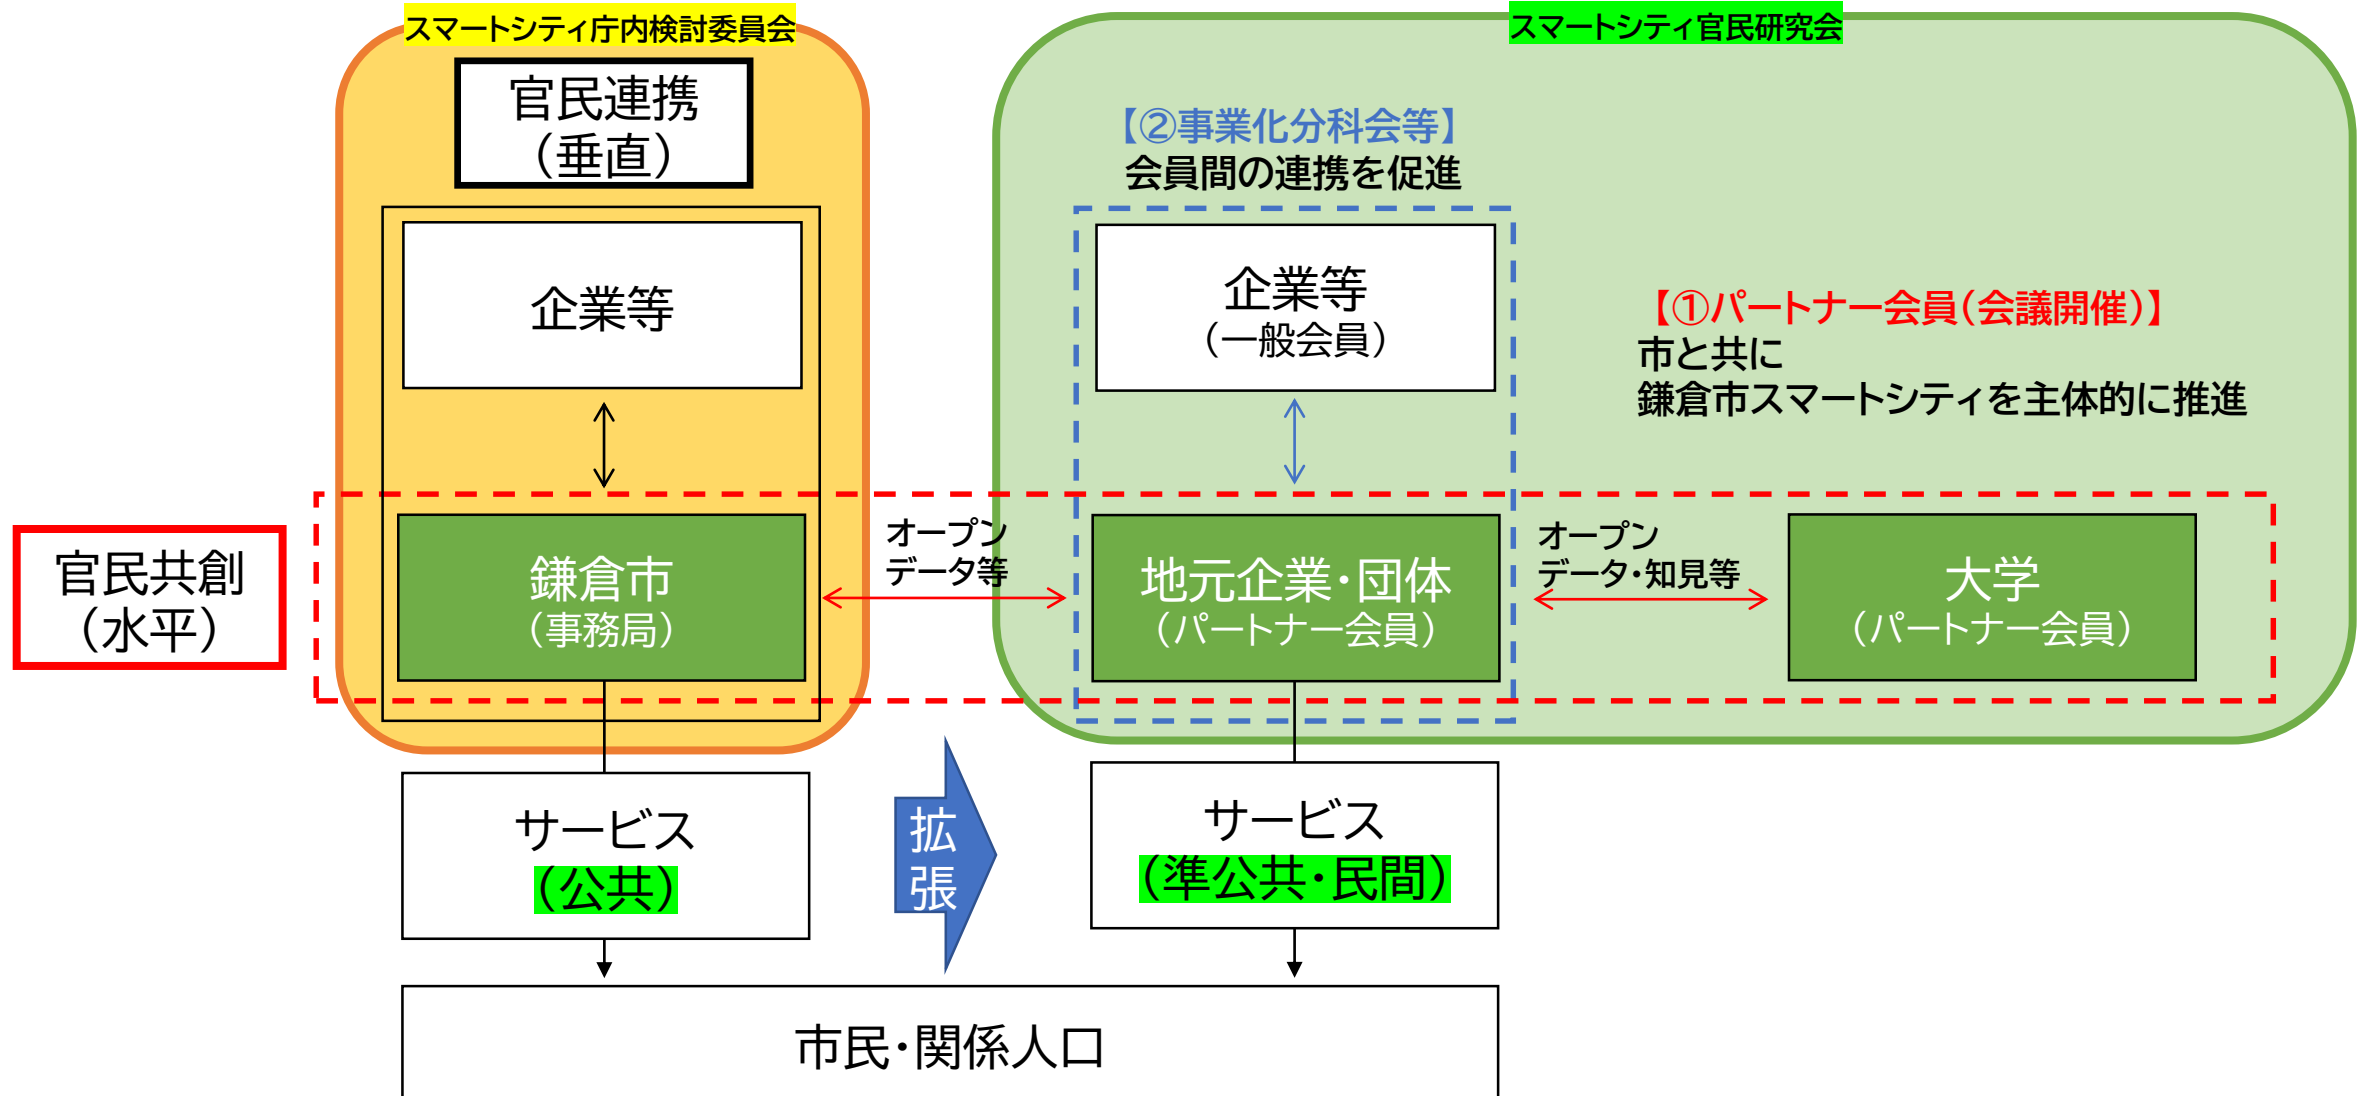 スマートシティ庁内検討委員会
官民連携
（垂直）
企業等
鎌倉市
（事務局）
官民共創
（水平）
スマートシティ官民研究会
【②事業化分科会等】
会員間の連携を促進
企業等
（一般会員）
【①パートナー会員（会議開催）】
市と共に
鎌倉市スマートシティを主体的に推進
オープン
データ等
地元企業・団体
（パートナー会員）
オープン
データ・知見等
大学
（パートナー会員）
サービス
（公共）
拡
張
サービス
（準公共・民間）
市民・関係人口